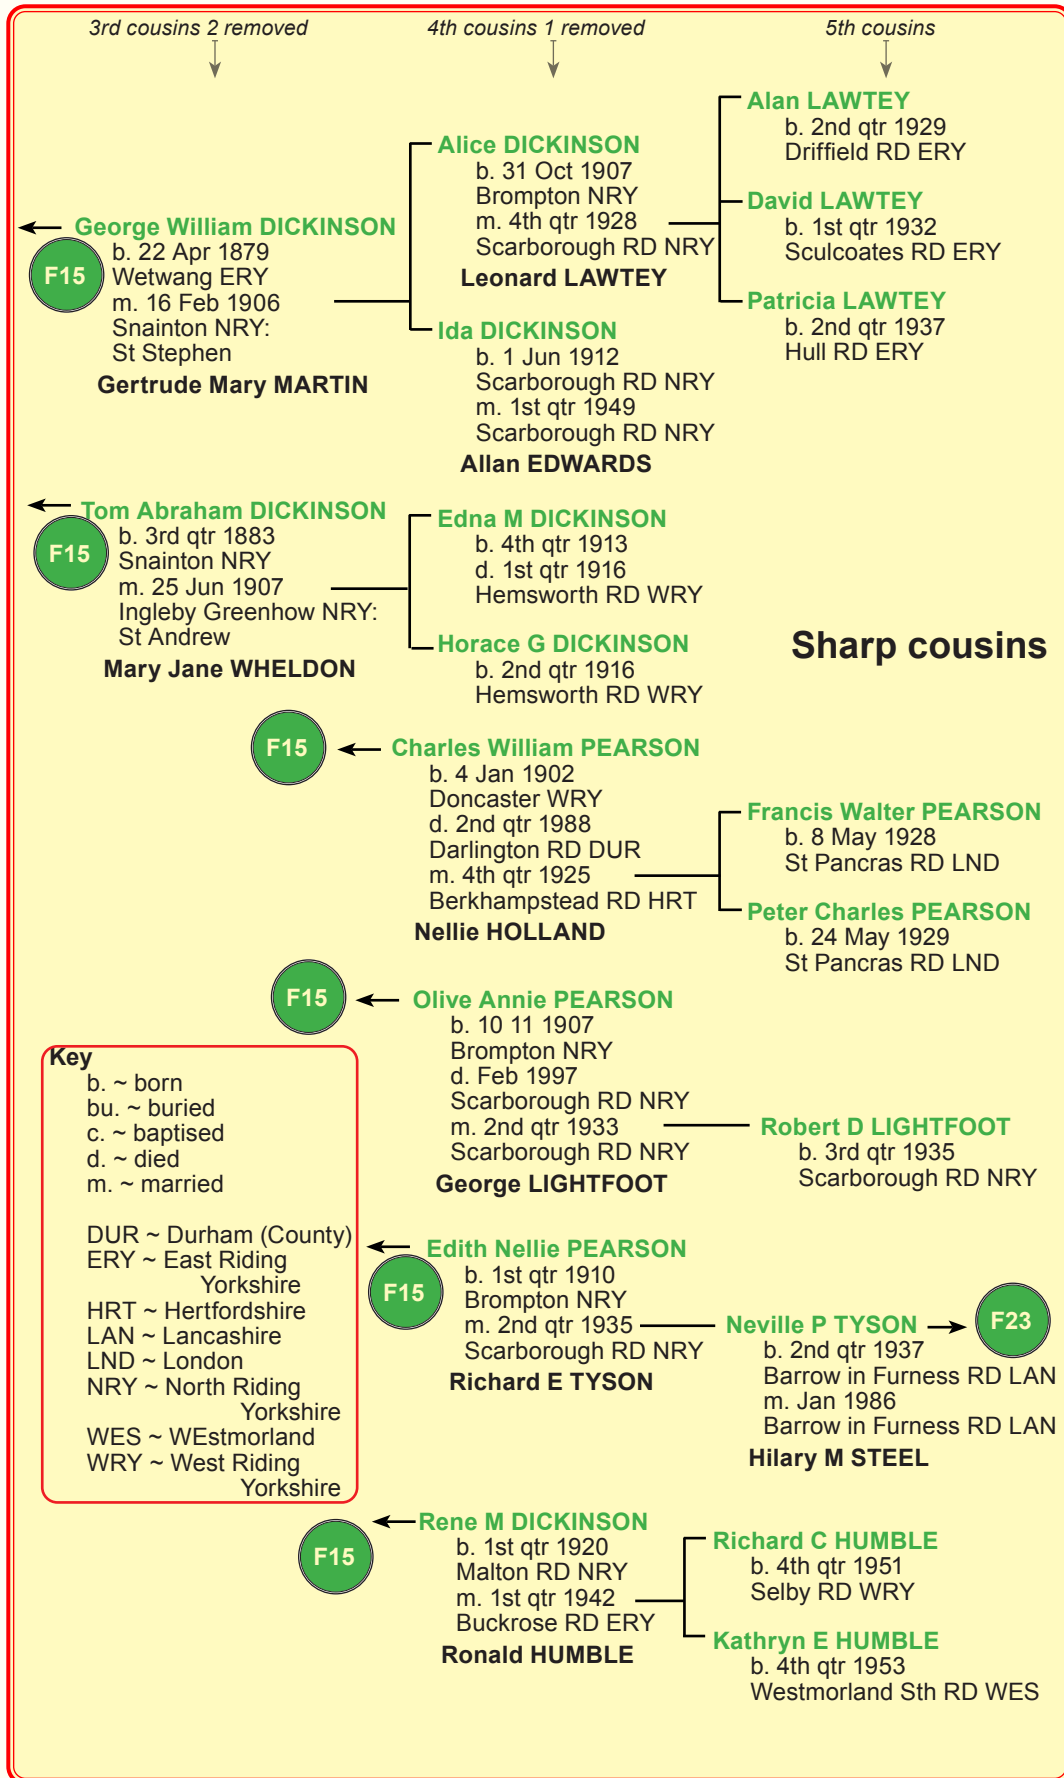 3rd cousins 2 removed
4th cousins 1 removed
5th cousins
George William DICKINSON
F15
b. 22 Apr 1879
Wetwang ERY
m. 16 Feb 1906
Snainton NRY:
St Stephen
Gertrude Mary MARTIN
Alice DICKINSON
b. 31 Oct 1907
Brompton NRY
m. 4th qtr 1928
Scarborough RD NRY
Leonard LAWTEY
Alan LAWTEY
b. 2nd qtr 1929
Driffield RD ERY
David LAWTEY
b. 1st qtr 1932
Sculcoates RD ERY
Patricia LAWTEY
b. 2nd qtr 1937
Hull RD ERY
Ida DICKINSON
b. 1 Jun 1912
Scarborough RD NRY
m. 1st qtr 1949
Scarborough RD NRY
Allan EDWARDS
Tom Abraham DICKINSON
F15
b. 3rd qtr 1883
Snainton NRY
m. 25 Jun 1907
Ingleby Greenhow NRY:
St Andrew
Mary Jane WHELDON
Edna M DICKINSON
b. 4th qtr 1913
d. 1st qtr 1916
Hemsworth RD WRY
Horace G DICKINSON
b. 2nd qtr 1916
Hemsworth RD WRY
Sharp cousins
F15
Charles William PEARSON
b. 4 Jan 1902
Doncaster WRY
d. 2nd qtr 1988
Darlington RD DUR
m. 4th qtr 1925
Berkhampstead RD HRT
Nellie HOLLAND
Francis Walter PEARSON
b. 8 May 1928
St Pancras RD LND
Peter Charles PEARSON
b. 24 May 1929
St Pancras RD LND
F15
Olive Annie PEARSON
b. 10 11 1907
Brompton NRY
d. Feb 1997
Scarborough RD NRY
m. 2nd qtr 1933
Scarborough RD NRY
George LIGHTFOOT
Robert D LIGHTFOOT
b. 3rd qtr 1935
Scarborough RD NRY
Key
b. ~ born
bu. ~ buried
c. ~ baptised
d. ~ died
m. ~ married
DUR ~ Durham (County)
ERY ~ East Riding
Yorkshire
HRT ~ Hertfordshire
LAN ~ Lancashire
LND ~ London
NRY ~ North Riding
Yorkshire
WES ~ WEstmorland
WRY ~ West Riding
Yorkshire
F15
Edith Nellie PEARSON
b. 1st qtr 1910
Brompton NRY
m. 2nd qtr 1935
Scarborough RD NRY
Richard E TYSON
Neville P TYSON
F23
b. 2nd qtr 1937
Barrow in Furness RD LAN
m. Jan 1986
Barrow in Furness RD LAN
Hilary M STEEL
F15
Rene M DICKINSON
b. 1st qtr 1920
Malton RD NRY
m. 1st qtr 1942
Buckrose RD ERY
Ronald HUMBLE
Richard C HUMBLE
b. 4th qtr 1951
Selby RD WRY
Kathryn E HUMBLE
b. 4th qtr 1953
Westmorland Sth RD WES